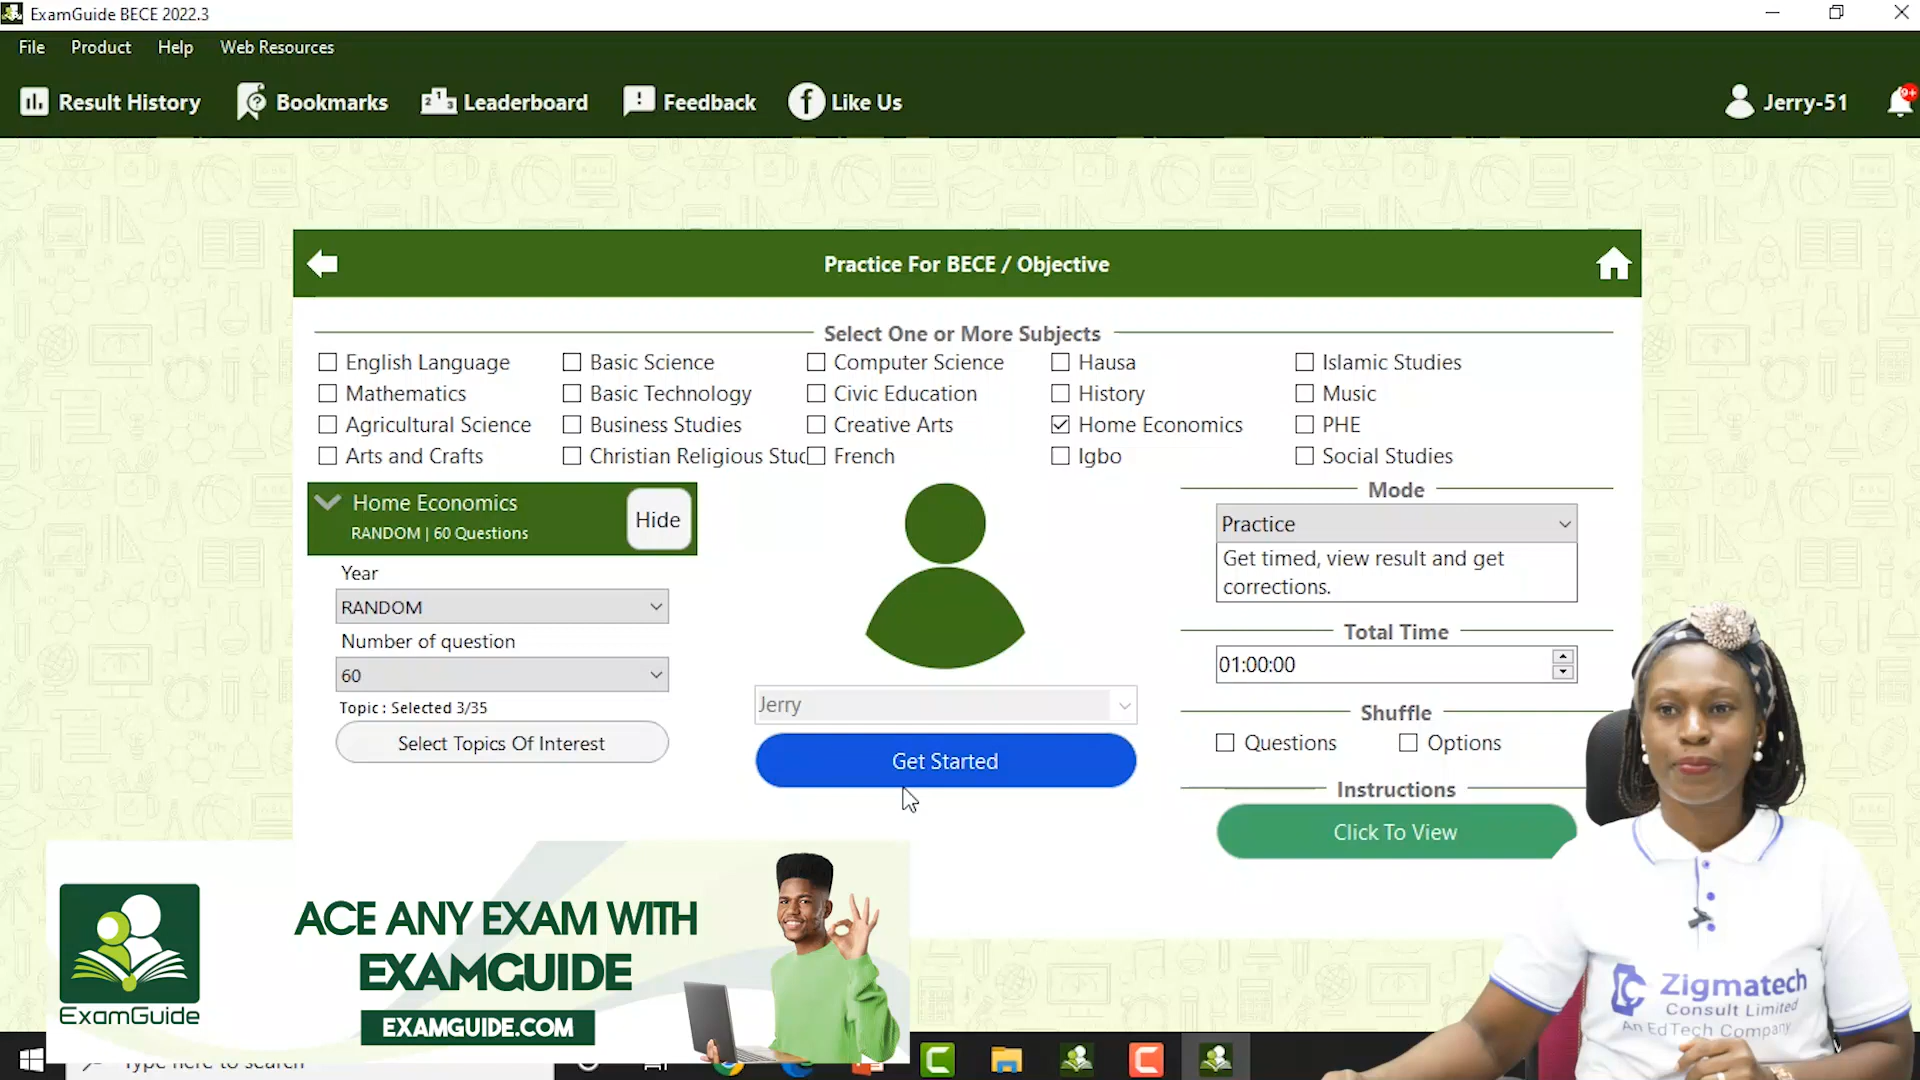 ExamGuide BECE 2022.3
File Product Help Web Resources
Result History Bookmarks Leaderboard Feedback Like Us Jerry-51 9+
Practice For BECE / Objective
Select One or More Subjects
English Language Basic Science Computer Science Hausa Islamic Studies
Mathematics Basic Technology Civic Education History Music
Agricultural Science Business Studies Creative Arts Home Economics PHE
Arts and Crafts Christian Religious Stud French Igbo Social Studies
Home Economics
RANDOM | 60 Questions
Hide
Year
RANDOM
Number of question
60
Topic : Selected 3/35
Select Topics Of Interest
Jerry
Get Started
Mode
Practice
Get timed, view result and get
corrections.
Total Time
01:00:00
Shuffle
Questions Options
Instructions
Click To View
ACE ANY EXAM WITH
EXAMGUIDE
EXAMGUIDE.COM
ExamGuide
Zigmatech
Consult Limited
An EdTech Company
Type here to search